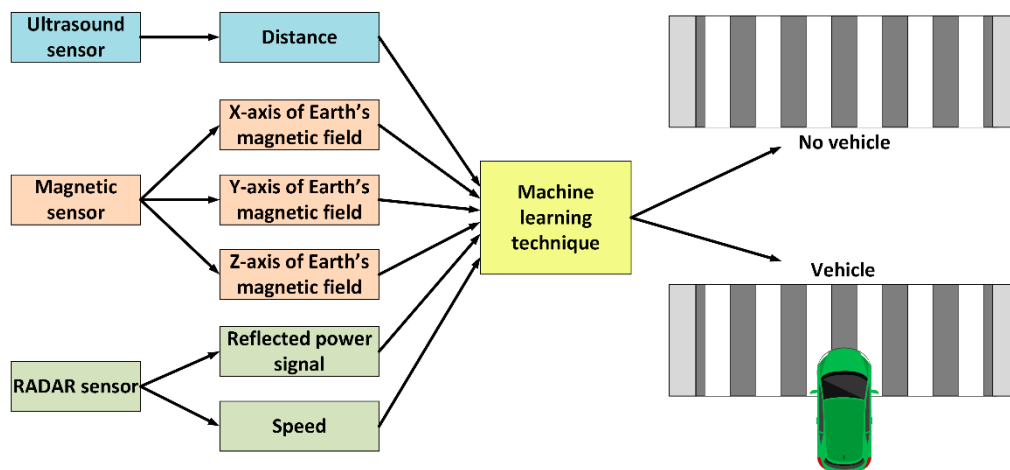 Ultrasound
sensor
Distance
X-axis of Earth's
magnetic field
Magnetic
sensor
Y-axis of Earth's
magnetic field
Z-axis of Earth's
magnetic field
RADAR sensor
Reflected power
signal
Speed
Machine
learning
technique
No vehicle
Vehicle